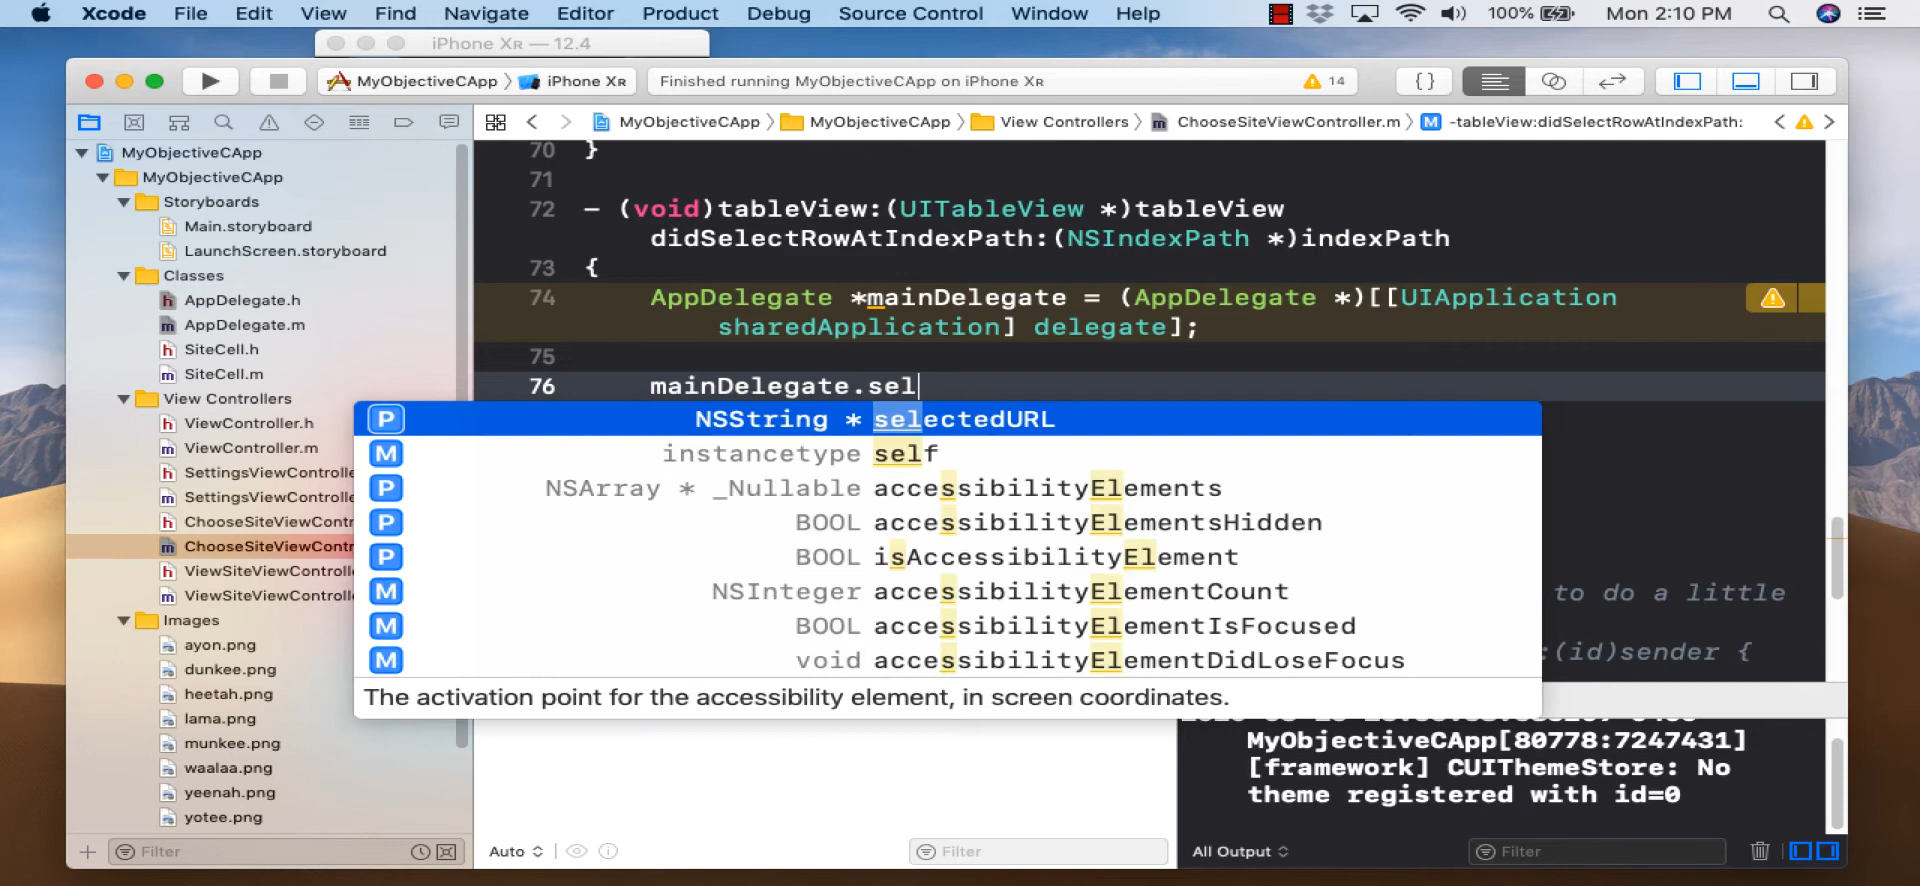 Xcode File Edit View Find Navigate Editor Product Debug Source Control Window Help 100% Mon 2:10 PM
iPhone XR — 12.4
MyObjectiveCApp iPhone XR Finished running MyObjectiveCApp on iPhone XR 14 { }
MyObjectiveCApp MyObjectiveCApp View Controllers ChooseSiteViewController.m M -tableView:didSelectRowAtIndexPath:
MyObjectiveCApp
MyObjectiveCApp
Storyboards
Main.storyboard
LaunchScreen.storyboard
Classes
h AppDelegate.h
m AppDelegate.m
h SiteCell.h
m SiteCell.m
View Controllers
h ViewController.h
m ViewController.m
h SettingsViewControlle
m SettingsViewControlle
h ChooseSiteViewContr
m ChooseSiteViewContr
h ViewSiteViewControlle
m ViewSiteViewControlle
Images
ayon.png
dunkee.png
heetah.png
lama.png
munkee.png
waalaa.png
yeenah.png
yotee.png
Filter
70 }
71
72 – (void)tableView:(UITableView *)tableView
didSelectRowAtIndexPath:(NSIndexPath *)indexPath
73 {
74 AppDelegate *mainDelegate = (AppDelegate *)[[UIApplication
sharedApplication] delegate];
75
76 mainDelegate.sel
P NSString * selectedURL
M instancetype self
P NSArray * _Nullable accessibilityElements
P BOOL accessibilityElementsHidden
P BOOL isAccessibilityElement
M NSInteger accessibilityElementCount
M BOOL accessibilityElementIsFocused
M void accessibilityElementDidLoseFocus
The activation point for the accessibility element, in screen coordinates.
to do a little
:(id)sender {
MyObjectiveCApp[80778:7247431]
[framework] CUIThemeStore: No
theme registered with id=0
Auto Filter All Output Filter